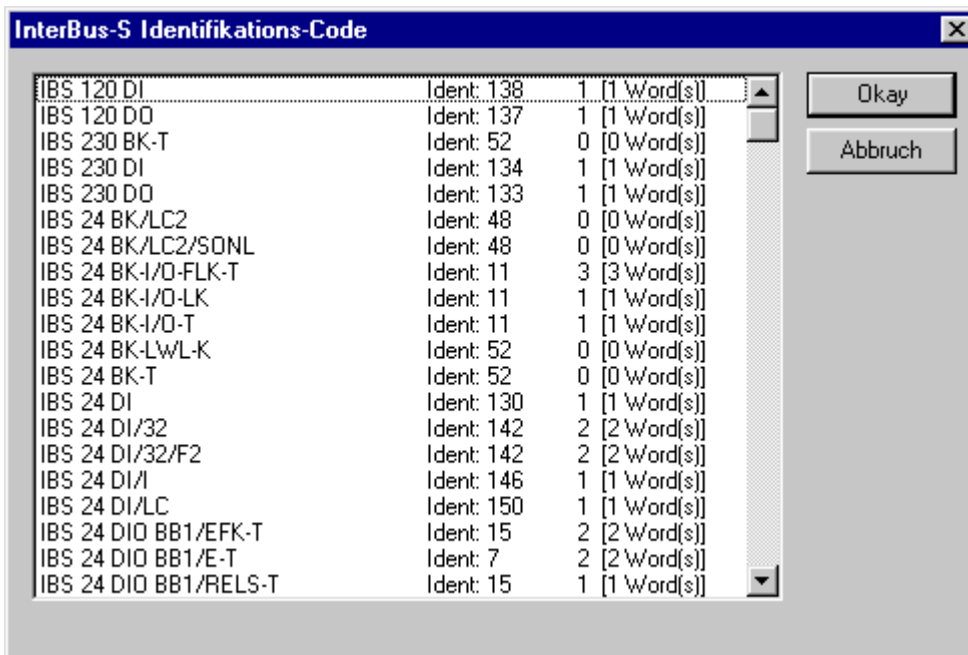 InterBus-S Identifikations-Code
IBS 120 DI Ident: 138 1 [1 Word(s)]
IBS 120 DO Ident: 137 1 [1 Word(s)]
IBS 230 BK-T Ident: 52 0 [0 Word(s)]
IBS 230 DI Ident: 134 1 [1 Word(s)]
IBS 230 DO Ident: 133 1 [1 Word(s)]
IBS 24 BK/LC2 Ident: 48 0 [0 Word(s)]
IBS 24 BK/LC2/SONL Ident: 48 0 [0 Word(s)]
IBS 24 BK-I/O-FLK-T Ident: 11 3 [3 Word(s)]
IBS 24 BK-I/O-LK Ident: 11 1 [1 Word(s)]
IBS 24 BK-I/O-T Ident: 11 1 [1 Word(s)]
IBS 24 BK-LWL-K Ident: 52 0 [0 Word(s)]
IBS 24 BK-T Ident: 52 0 [0 Word(s)]
IBS 24 DI Ident: 130 1 [1 Word(s)]
IBS 24 DI/32 Ident: 142 2 [2 Word(s)]
IBS 24 DI/32/F2 Ident: 142 2 [2 Word(s)]
IBS 24 DI/I Ident: 146 1 [1 Word(s)]
IBS 24 DI/LC Ident: 150 1 [1 Word(s)]
IBS 24 DIO BB1/EFK-T Ident: 15 2 [2 Word(s)]
IBS 24 DIO BB1/E-T Ident: 7 2 [2 Word(s)]
IBS 24 DIO BB1/RELS-T Ident: 15 1 [1 Word(s)]
Okay
Abbruch